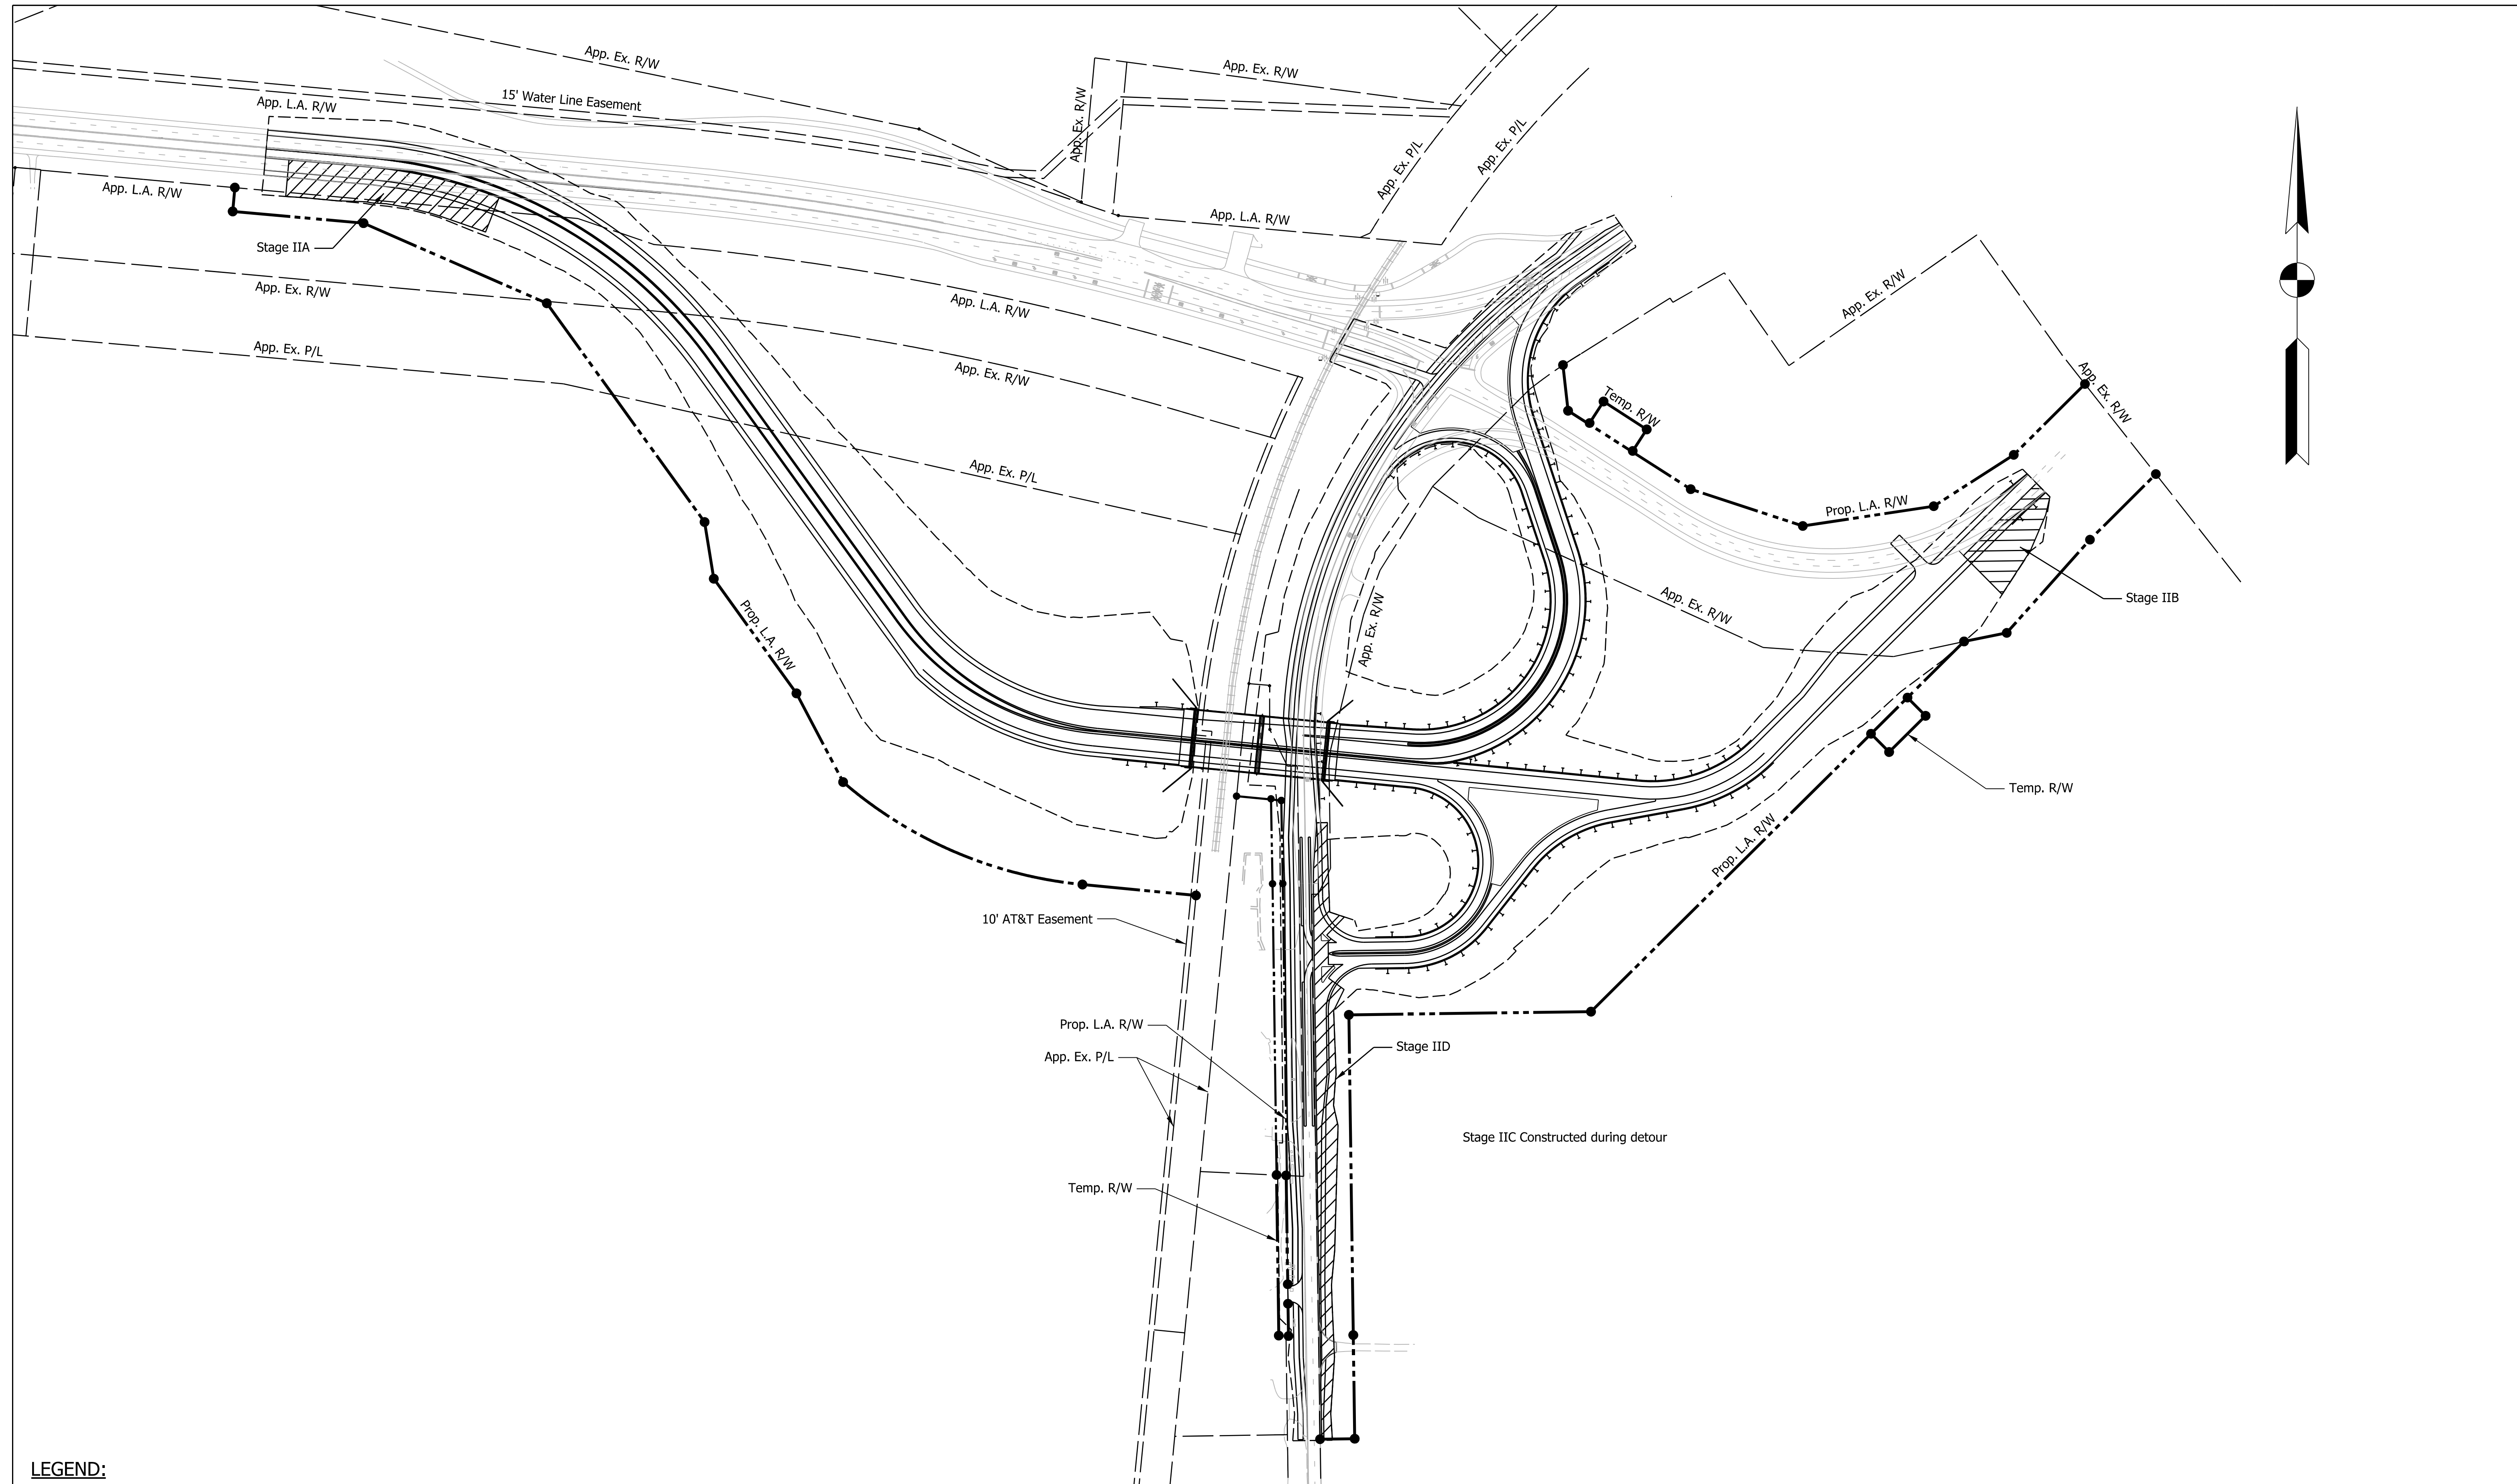 App. Ex. R/W
App. Ex. R/W
15' Water Line Easement
App. L.A. R/W
App. Ex. R/W
App. Ex. P/L
App. Ex. P/L
App. L.A. R/W
App. L.A. R/W
Stage IIA
App. Ex. R/W
App. Ex. R/W
App. L.A. R/W
App. Ex. P/L
App. Ex. R/W
App. Ex. R/W
Temp. R/W
App. Ex. P/L
Prop. L.A. R/W
Stage IIB
App. Ex. R/W
App. Ex. R/W
Prop. L.A. R/W
Temp. R/W
Prop. L.A. R/W
10' AT&T Easement
Prop. L.A. R/W
Stage IID
App. Ex. P/L
Stage IIC Constructed during detour
Temp. R/W
LEGEND: